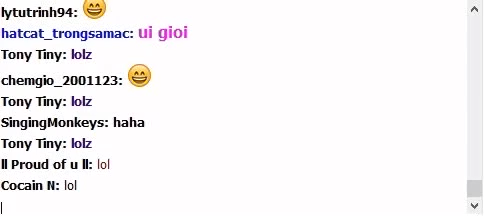 lytutrinh94: 😄
hatcat_trongsamac: ui gioi
Tony Tiny: lolz
chemgio_2001123: 😄
Tony Tiny: lolz
SingingMonkeys: haha
Tony Tiny: lolz
ll Proud of u ll: lol
Cocain N: lol